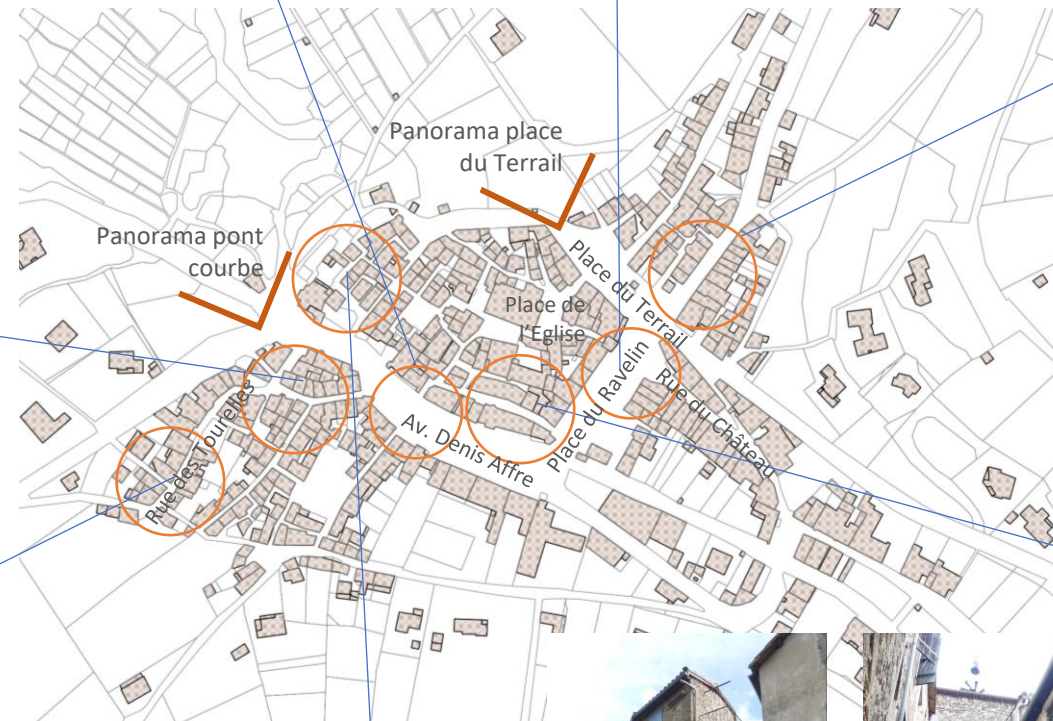 Panorama place
du Terrail
Panorama pont
courbe
Place du Terrail
Place de
l'Eglise
Place du Ravelin
Rue du Château
Rue des Tourelles
Av. Denis Affre